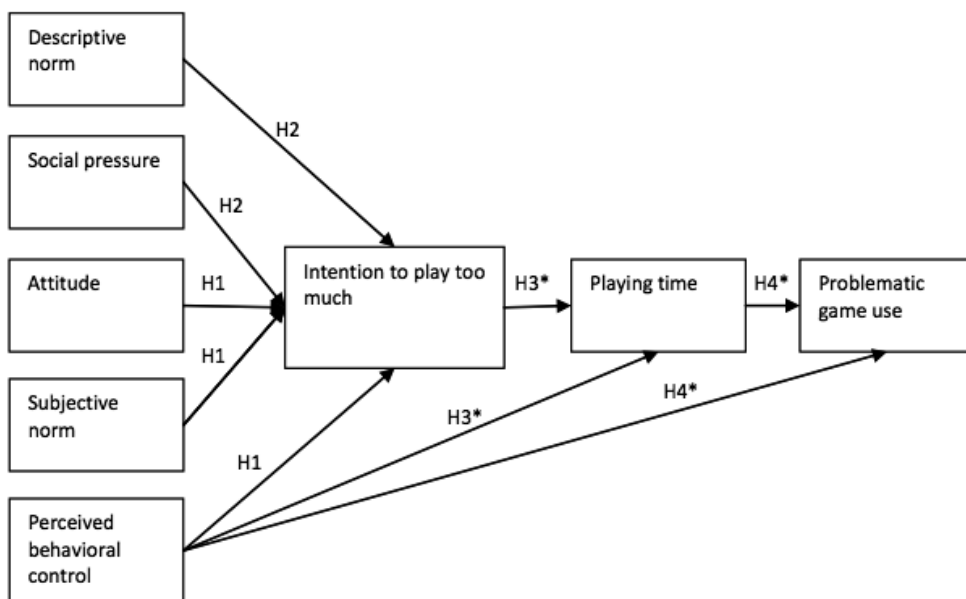 Descriptive
norm
H2
Social pressure
H2
Attitude
H1
H1
Subjective
norm
H1
Perceived
behavioral
control
Intention to play too
much
H3*
Playing time
H4*
Problematic
game use
H3*
H4*